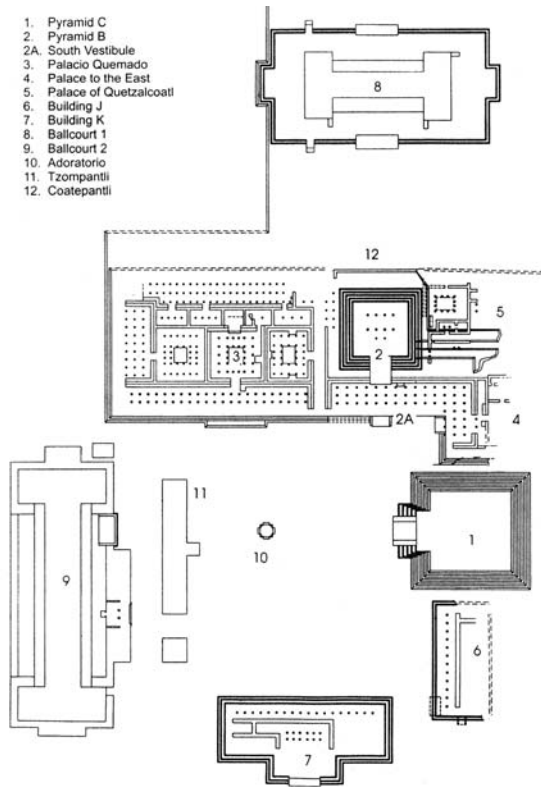 1. Pyramid C
2. Pyramid B
2A. South Vestibule
3. Palacio Quemado
4. Palace to the East
5. Palace of Quetzalcoatl
6. Building J
7. Building K
8. Ballcourt 1
9. Ballcourt 2
10. Adoratorio
11. Tzompantli
12. Coatepantli
8
12
5
3
2
2A
4
11
10
1
9
6
7